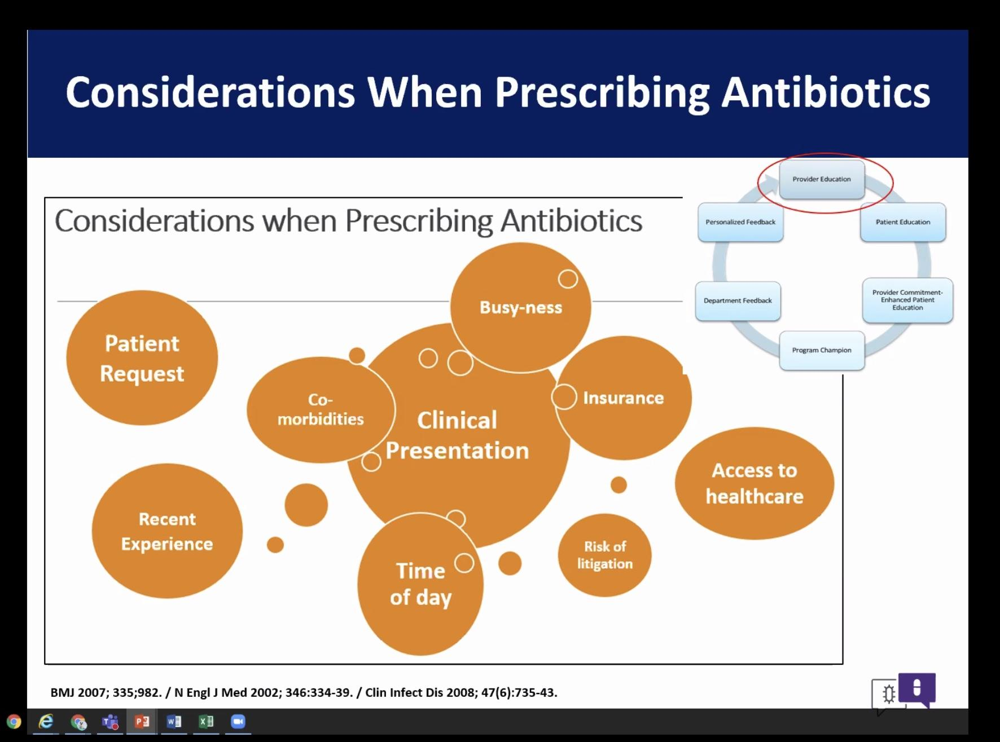 Considerations When Prescribing Antibiotics
Considerations when Prescribing Antibiotics
Provider Education
Personalized Feedback
Patient Education
Department Feedback
Provider Commitment-
Enhanced Patient
Education
Program Champion
Busy-ness
Patient
Request
Co-
morbidities
Clinical
Presentation
Insurance
Access to
healthcare
Recent
Experience
Risk of
litigation
Time
of day
BMJ 2007; 335;982. / N Engl J Med 2002; 346:334-39. / Clin Infect Dis 2008; 47(6):735-43.